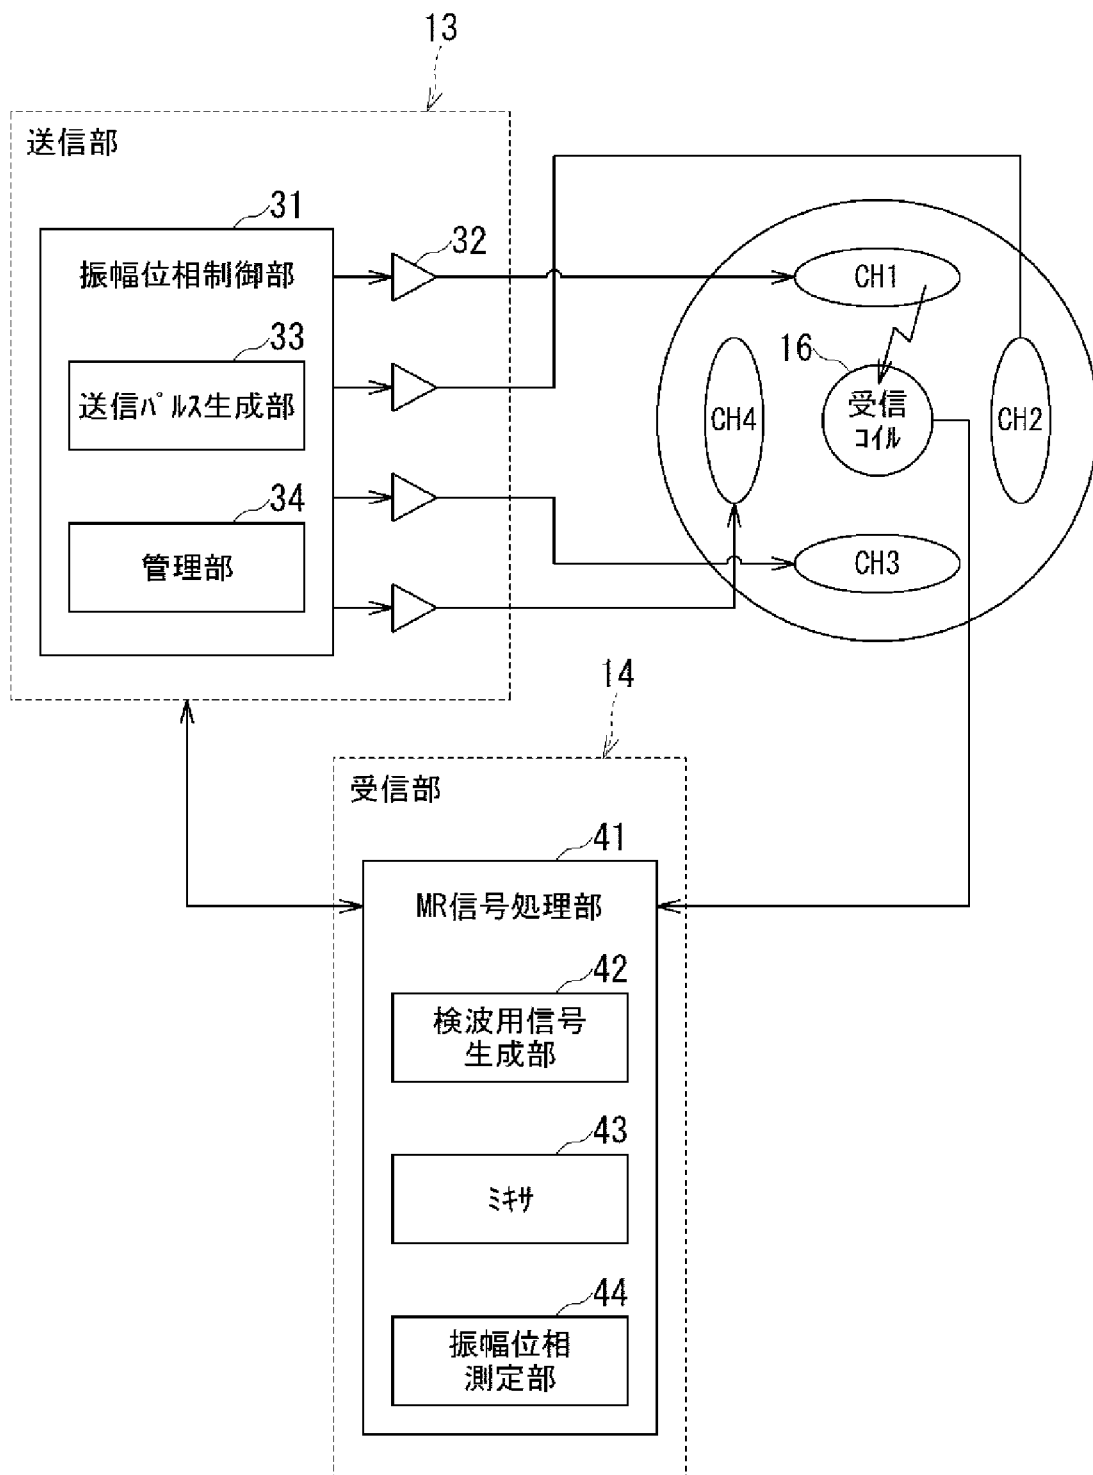 13
送信部
31
振幅位相制御部
32
33
送信ﾊﾟﾙｽ生成部
34
管理部
CH1
16
受信
ｺｲﾙ
CH4
CH2
CH3
14
受信部
41
MR信号処理部
42
検波用信号
生成部
43
ﾐｷｻ
44
振幅位相
測定部